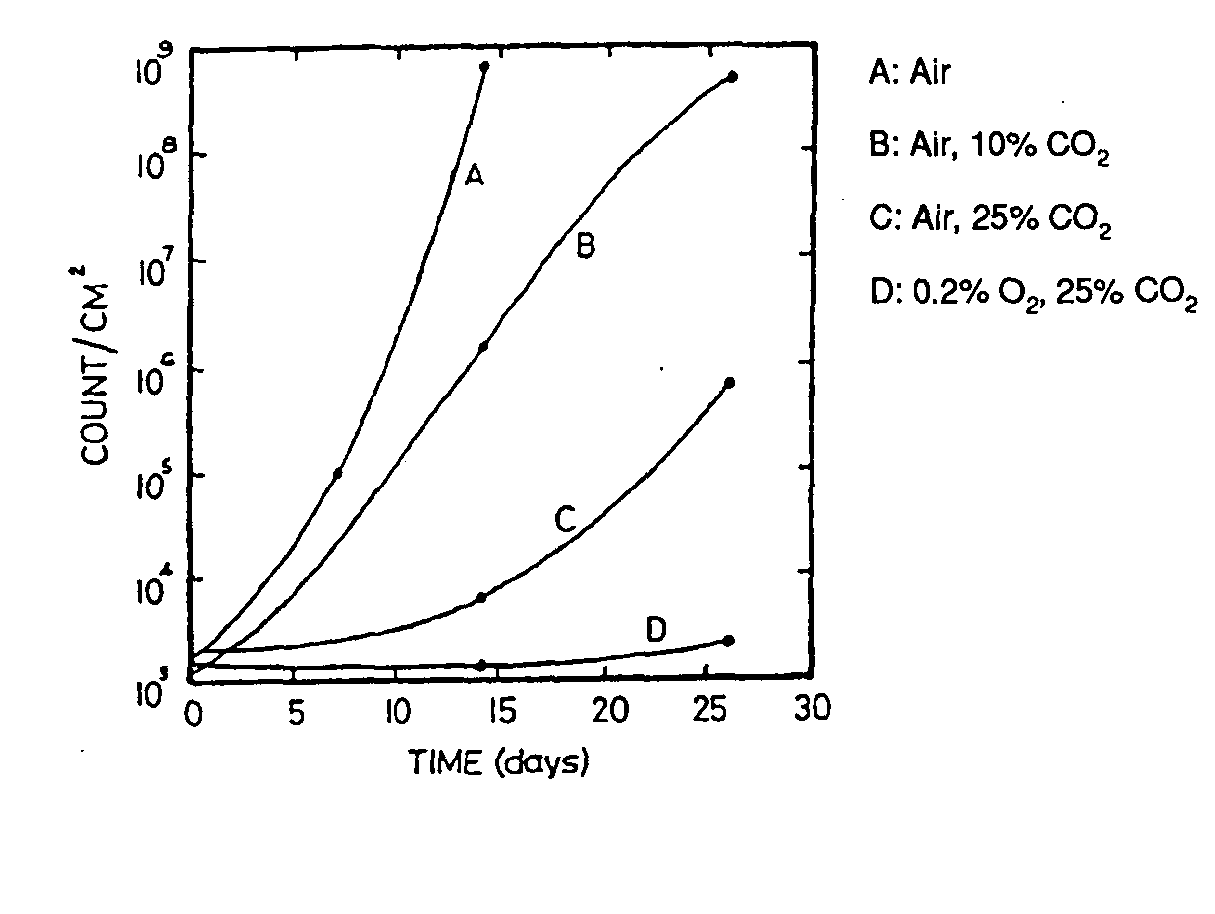 10⁹
10⁸
10⁷
10⁶
10⁵
10⁴
10³
COUNT/CM²
0 5 10 15 20 25 30
TIME (days)
A
B
C
D
A: Air
B: Air, 10% CO₂
C: Air, 25% CO₂
D: 0.2% O₂, 25% CO₂